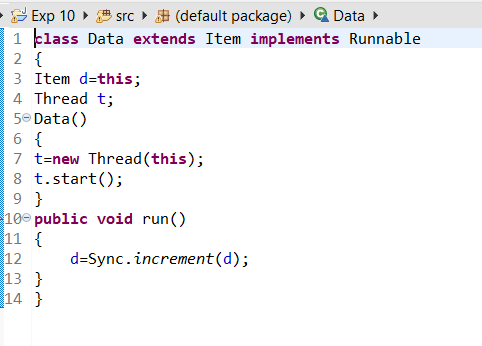 Exp 10 src (default package) Data
1 class Data extends Item implements Runnable
2 {
3 Item d=this;
4 Thread t;
5 Data()
6 {
7 t=new Thread(this);
8 t.start();
9 }
10 public void run()
11 {
12     d=Sync.increment(d);
13 }
14 }